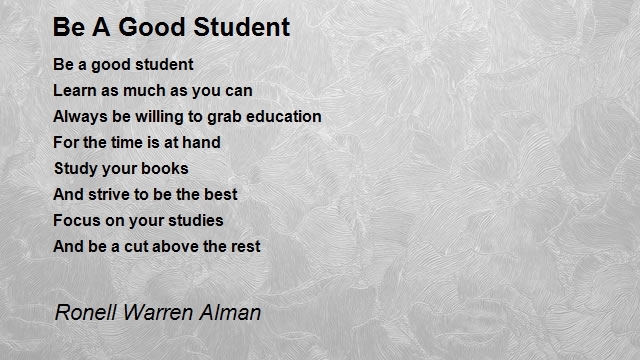 Be A Good Student
Be a good student
Learn as much as you can
Always be willing to grab education
For the time is at hand
Study your books
And strive to be the best
Focus on your studies
And be a cut above the rest
Ronell Warren Alman